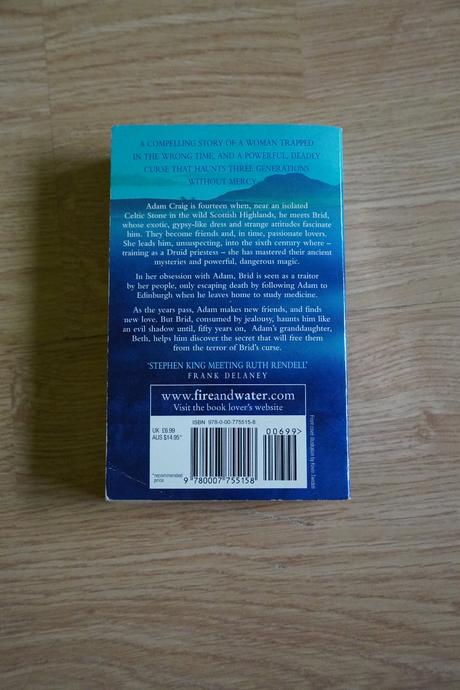 A COMPELLING STORY OF A WOMAN TRAPPED
IN THE WRONG TIME, AND A POWERFUL, DEADLY
CURSE THAT HAUNTS THREE GENERATIONS
WITHOUT MERCY
Adam Craig is fourteen when, near an isolated
Celtic Stone in the wild Scottish Highlands, he meets Brid,
whose exotic, gypsy-like dress and strange attitudes fascinate
him. They become friends and, in time, passionate lovers.
She leads him, unsuspecting, into the sixth century where –
training as a Druid priestess – she has mastered their ancient
mysteries and powerful, dangerous magic.
In her obsession with Adam, Brid is seen as a traitor
by her people, only escaping death by following Adam to
Edinburgh when he leaves home to study medicine.
As the years pass, Adam makes new friends, and finds
new love. But Brid, consumed by jealousy, haunts him like
an evil shadow until, fifty years on, Adam's granddaughter,
Beth, helps him discover the secret that will free them
from the terror of Brid's curse.
'STEPHEN KING MEETING RUTH RENDELL'
FRANK DELANEY
www.fireandwater.com
Visit the book lover's website
ISBN 978-0-00-775515-8
UK £6.99
AUS $14.95*
00699>
*recommended
price
9 780007 755158
Front cover illustration by Kevin Tweddell